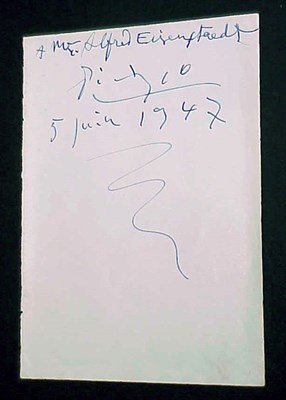 A Mr. Alfred Eisenstaedt
Picasso
5 Juin 1947